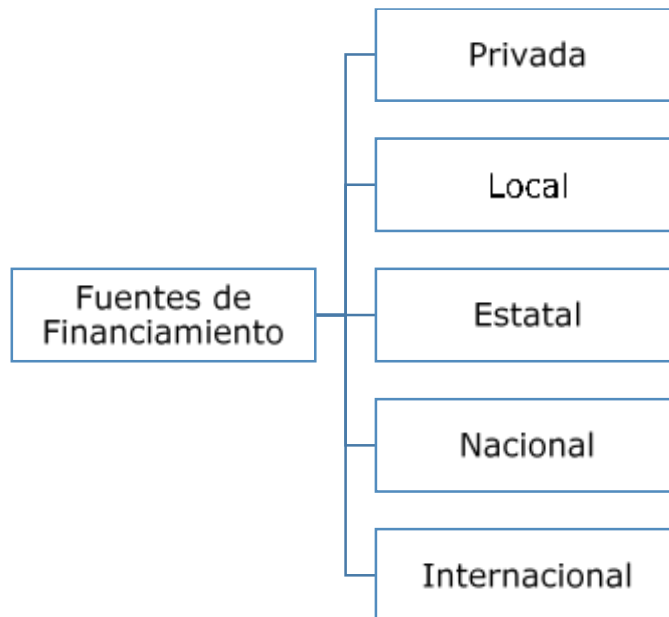 Privada
Local
Fuentes de
Financiamiento
Estatal
Nacional
Internacional